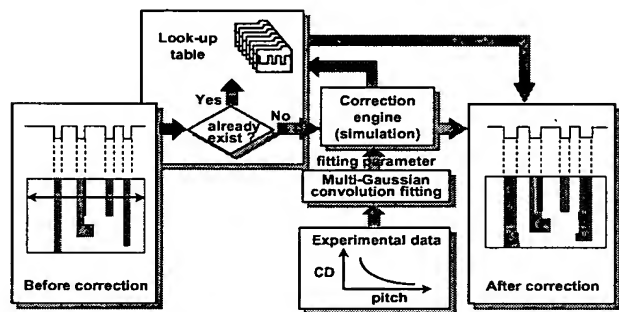 Look-up
table
Yes
No
already
exist ?
Correction
engine
(simulation)
fitting parameter
Multi-Gaussian
convolution fitting
Experimental data
CD
pitch
Before correction
After correction